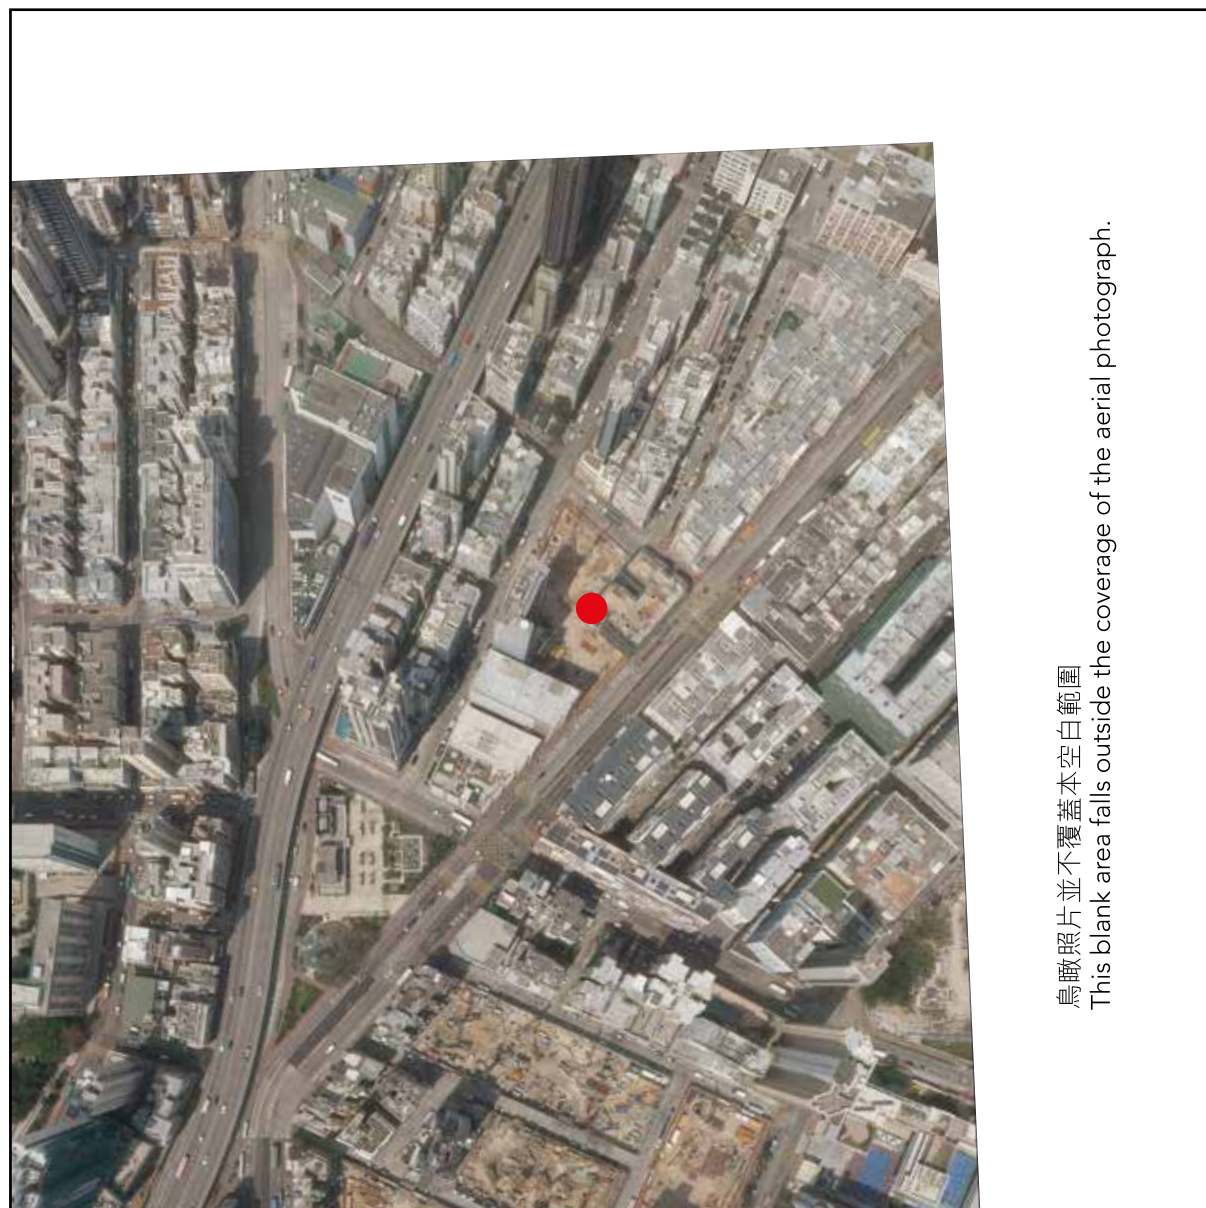 鳥瞰照片並不覆蓋本空白範圍
This blank area falls outside the coverage of the aerial photograph.